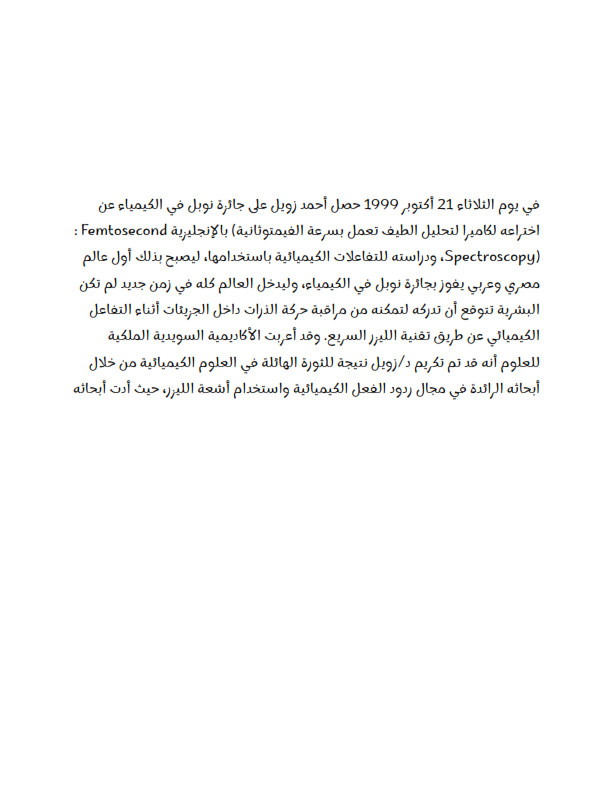 في يوم الثلاثاء 21 أكتوبر 1999 حصل أحمد زويل على جائزة نوبل في الكيمياء عن
اختراعه لكاميرا لتحليل الطيف تعمل بسرعة الفيمتوثانية) بالإنجليزية Femtosecond :
(Spectroscopy، ودراسته للتفاعلات الكيميائية باستخدامها، ليصبح بذلك أول عالم
مصري وعربي يفوز بجائزة نوبل في الكيمياء، وليدخل العالم كله في زمن جديد لم تكن
البشرية تتوقع أن تدركه لتمكنه من مراقبة حركة الذرات داخل الجزيئات أثناء التفاعل
الكيميائي عن طريق تقنية الليزر السريع. وقد أعربت الأكاديمية السويدية الملكية
للعلوم أنه قد تم تكريم د/زويل نتيجة للثورة الهائلة في العلوم الكيميائية من خلال
أبحاثه الرائدة في مجال ردود الفعل الكيميائية واستخدام أشعة الليزر، حيث أدت أبحاثه